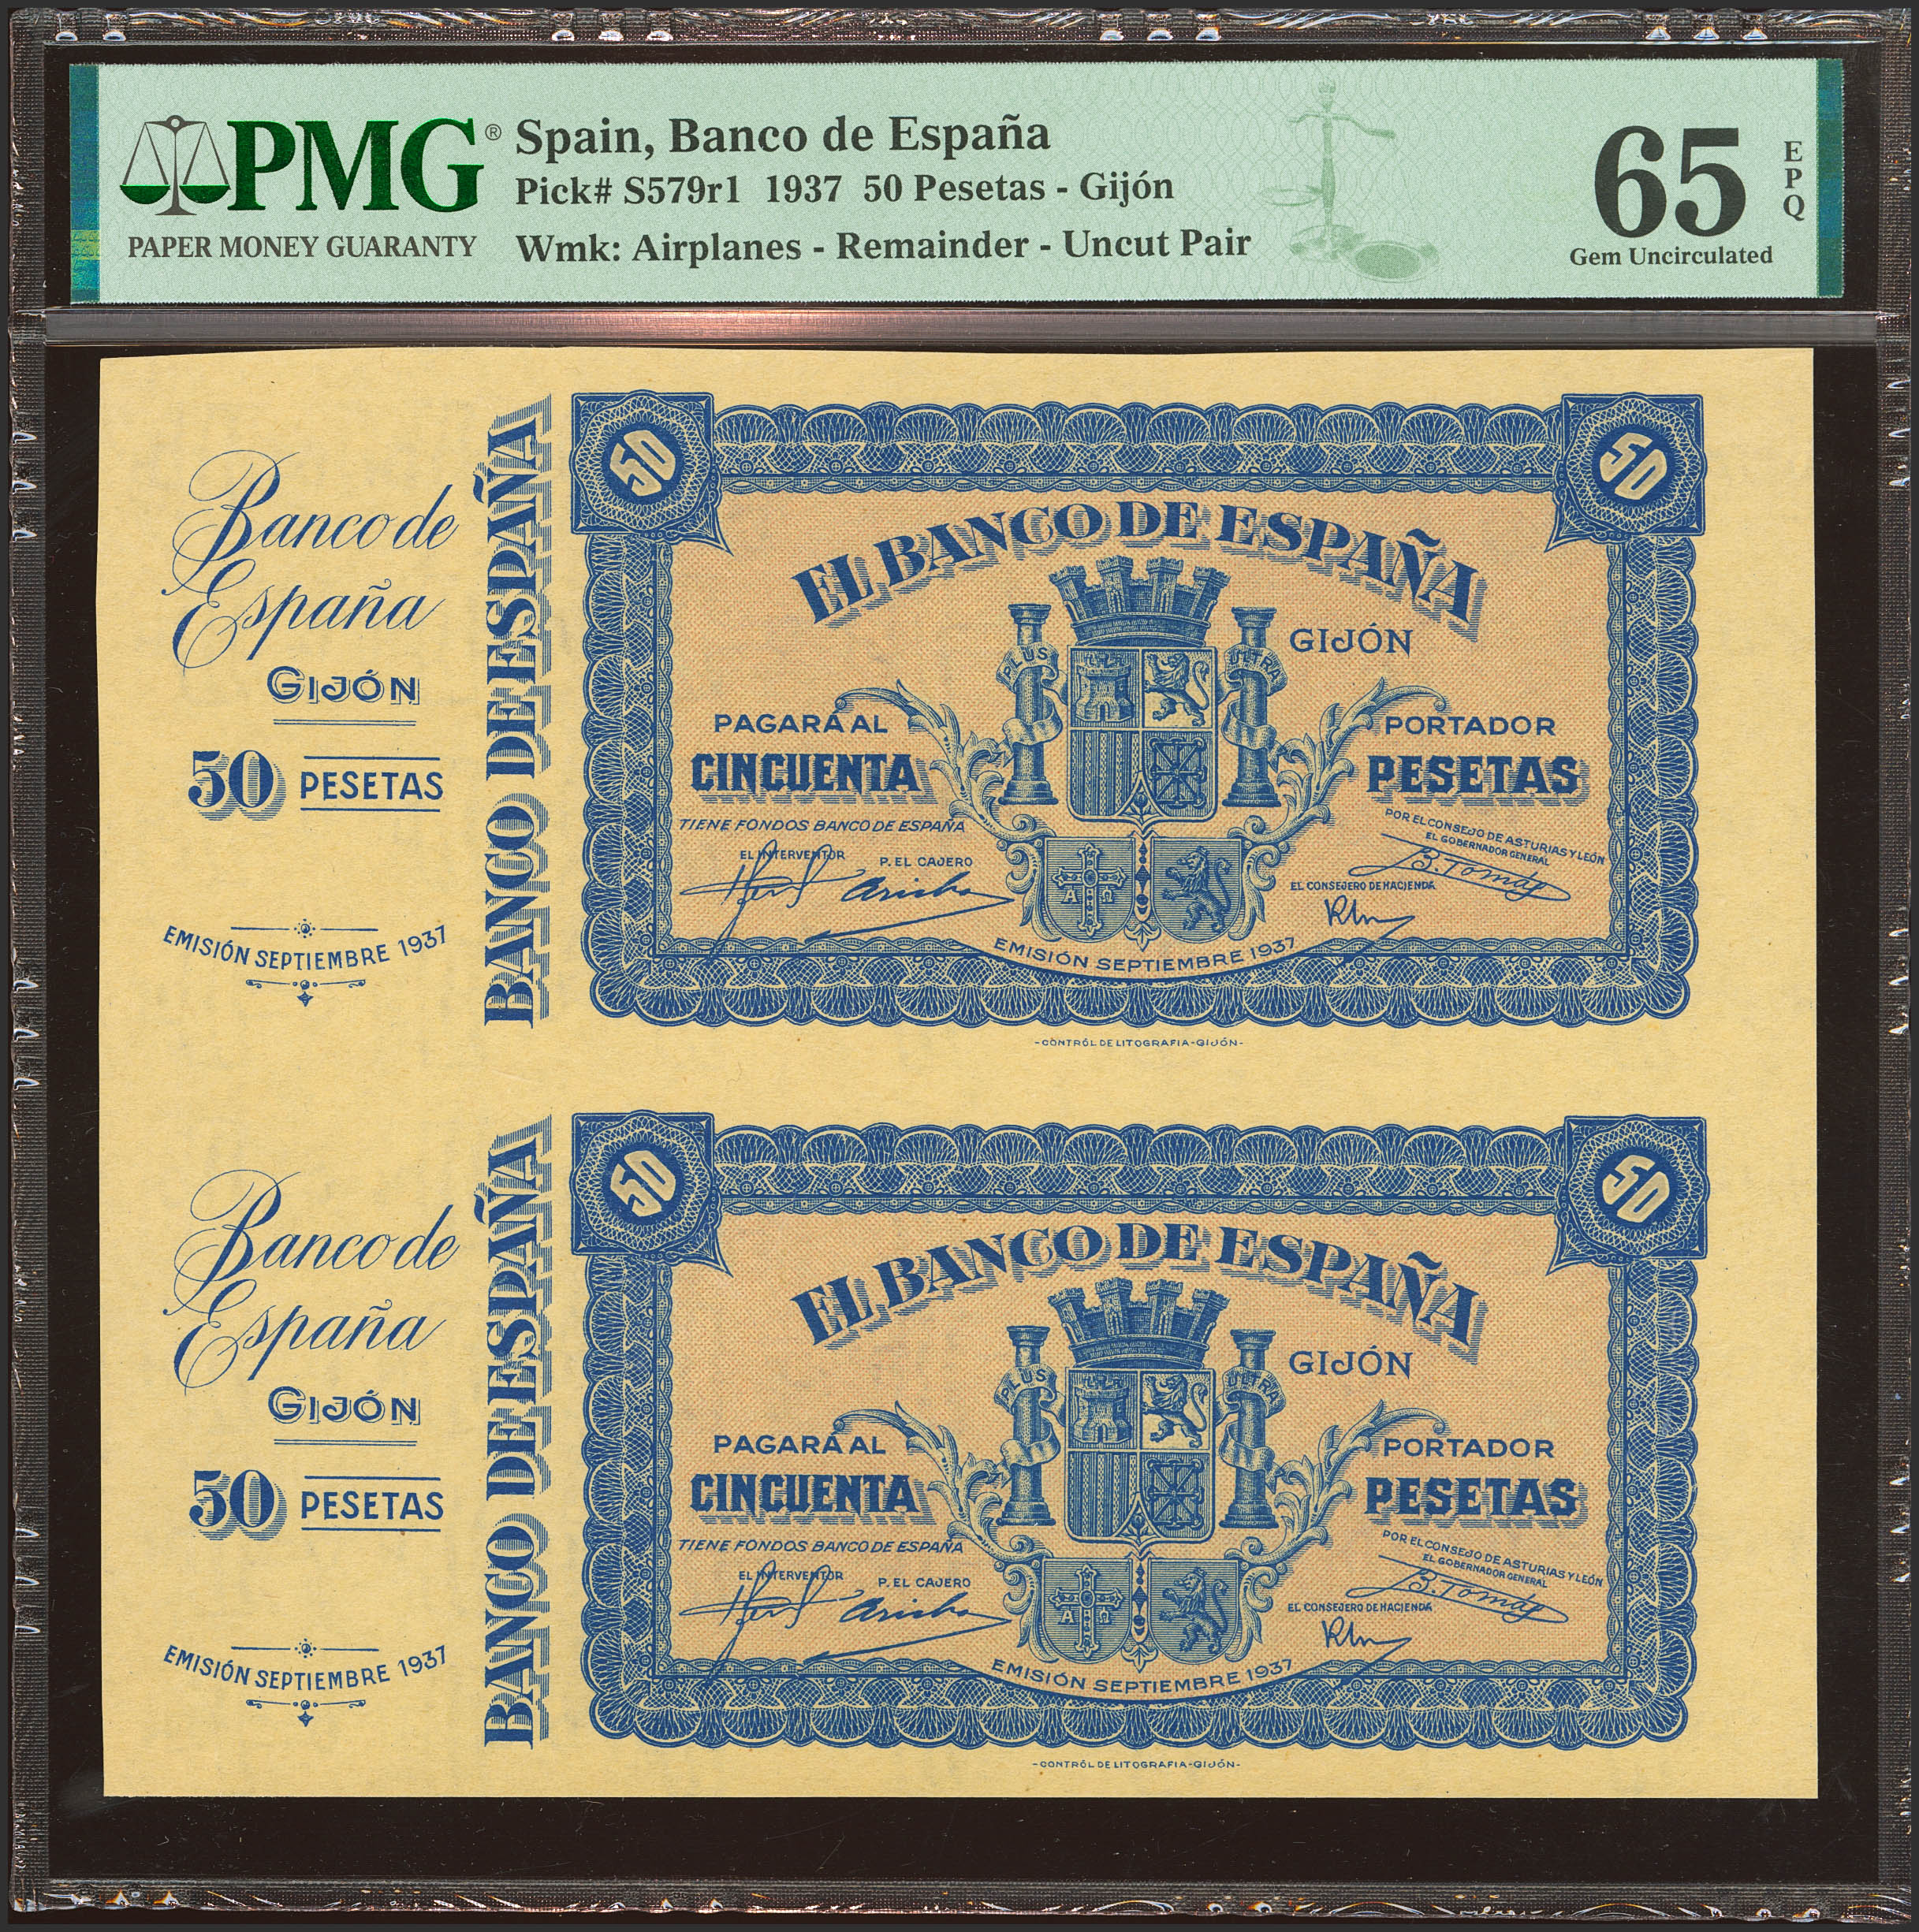 PMG®
PAPER MONEY GUARANTY
Spain, Banco de España
Pick# S579r1 1937 50 Pesetas - Gijón
Wmk: Airplanes - Remainder - Uncut Pair
65
EPQ
Gem Uncirculated
Banco de
España
GIJÓN
50 PESETAS
EMISIÓN SEPTIEMBRE 1937
BANCO DE ESPAÑA
50
50
EL BANCO DE ESPAÑA
GIJÓN
PLUS ULTRA
PAGARÁ AL PORTADOR
CINCUENTA PESETAS
TIENE FONDOS BANCO DE ESPAÑA
EL INTERVENTOR
P. EL CAJERO
POR EL CONSEJO DE ASTURIAS Y LEÓN
EL GOBERNADOR GENERAL
B. Tomás
EL CONSEJERO DE HACIENDA
Α Ω
EMISIÓN SEPTIEMBRE 1937
-CONTRÓL DE LITOGRAFIA-GIJÓN-
Banco de
España
GIJÓN
50 PESETAS
EMISIÓN SEPTIEMBRE 1937
BANCO DE ESPAÑA
50
50
EL BANCO DE ESPAÑA
GIJÓN
PLUS ULTRA
PAGARÁ AL PORTADOR
CINCUENTA PESETAS
TIENE FONDOS BANCO DE ESPAÑA
EL INTERVENTOR
P. EL CAJERO
POR EL CONSEJO DE ASTURIAS Y LEÓN
EL GOBERNADOR GENERAL
B. Tomás
EL CONSEJERO DE HACIENDA
Α Ω
EMISIÓN SEPTIEMBRE 1937
-CONTRÓL DE LITOGRAFIA-GIJÓN-